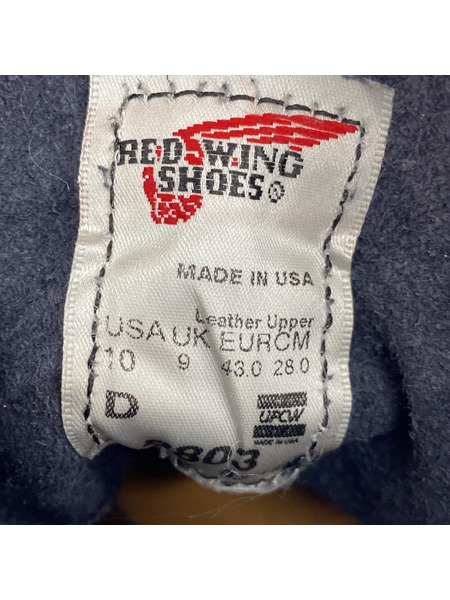 RED WING
SHOES®
MADE IN USA
Leather Upper
USA UK EUR CM
10 9 43.0 28.0
D
UFCW
MADE IN USA